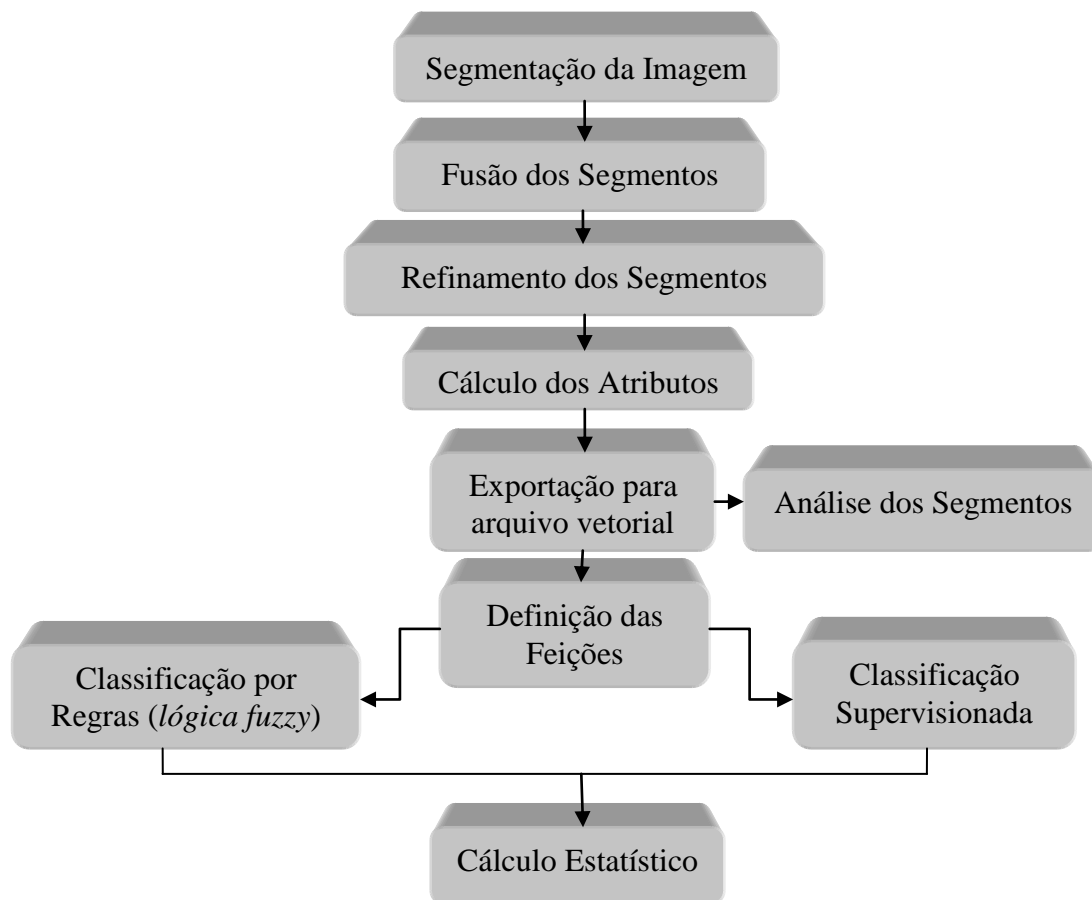 Segmentação da Imagem
Fusão dos Segmentos
Refinamento dos Segmentos
Cálculo dos Atributos
Exportação para
arquivo vetorial
Análise dos Segmentos
Definição das
Feições
Classificação por
Regras (lógica fuzzy)
Classificação
Supervisionada
Cálculo Estatístico